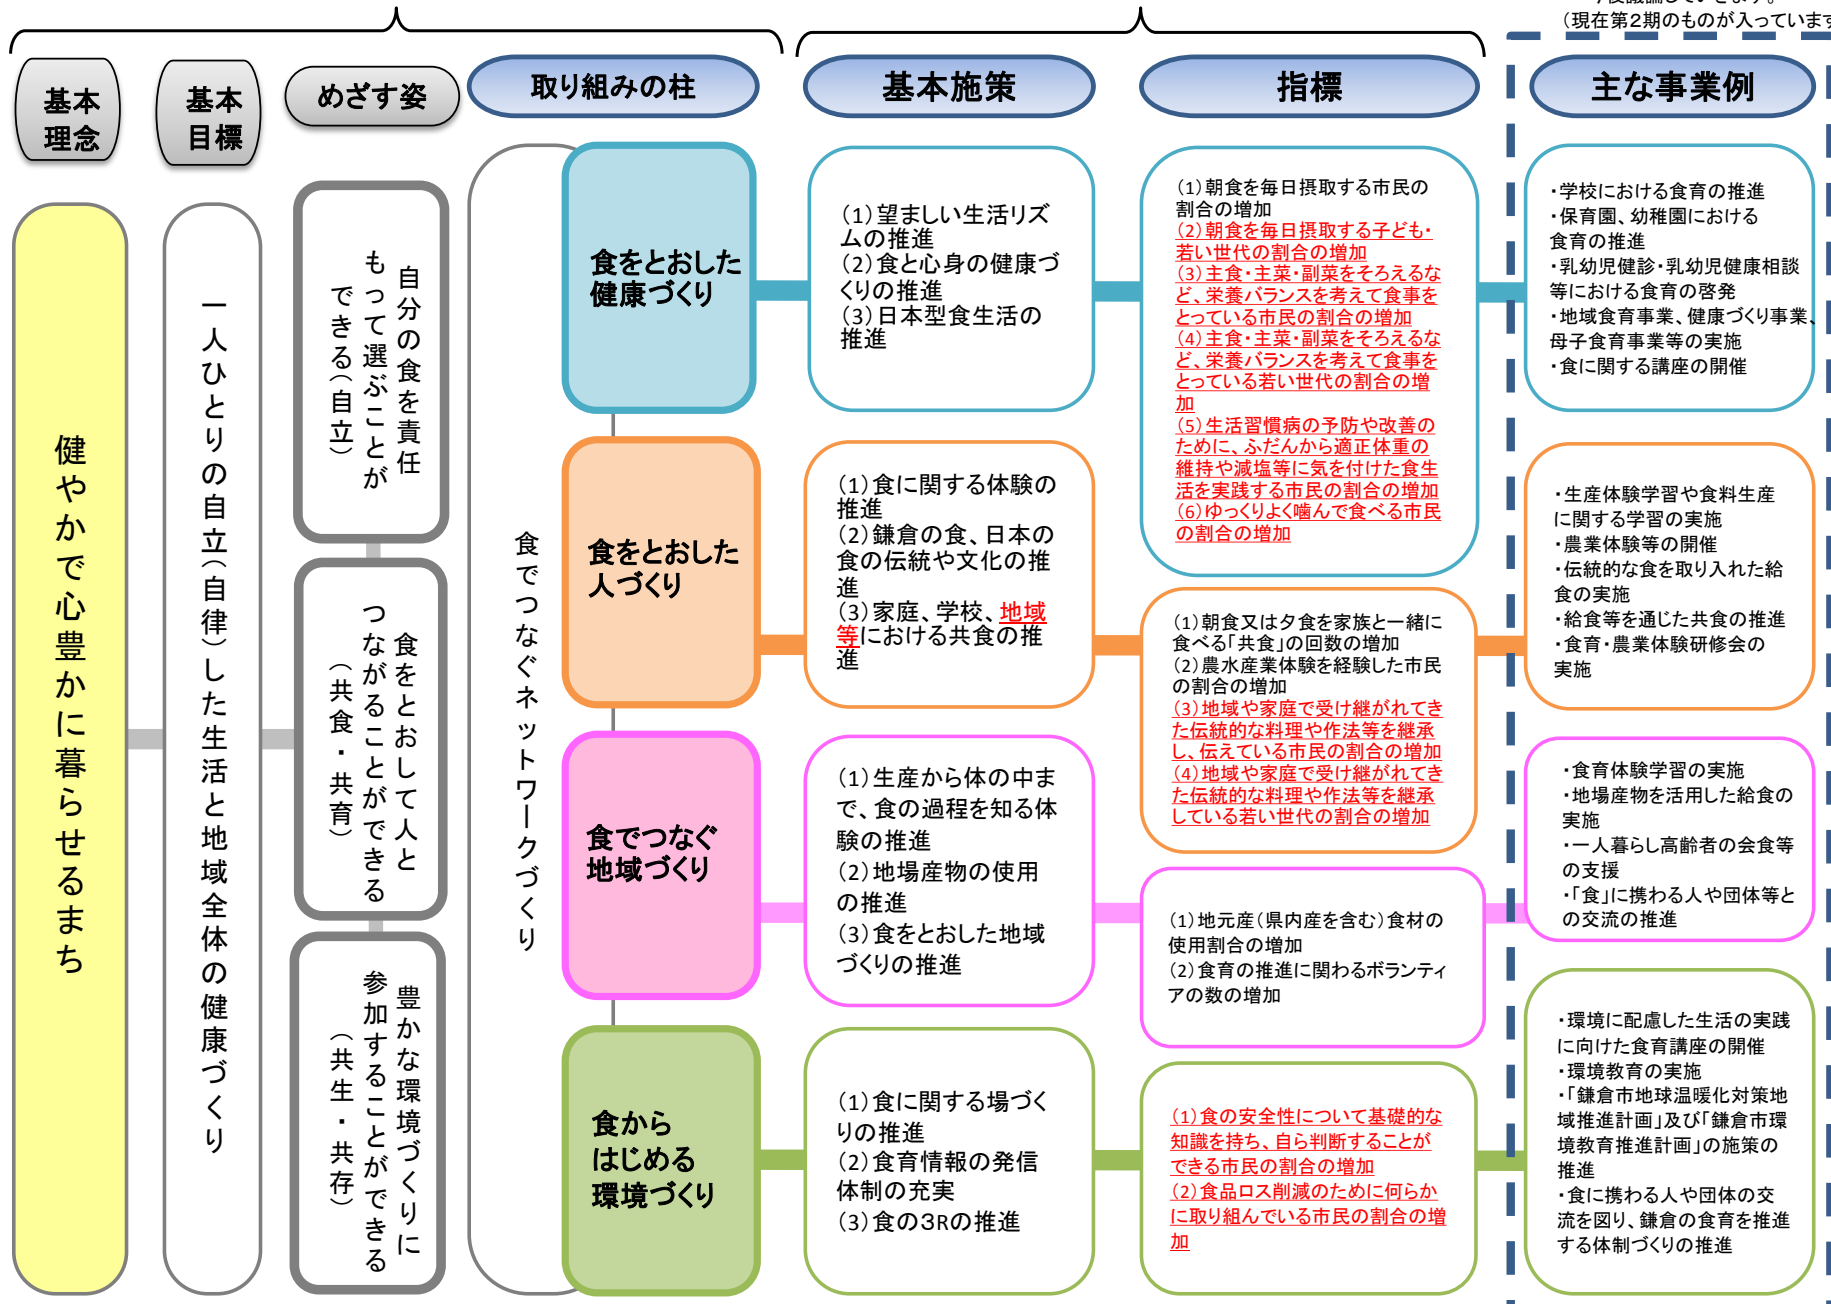 （現在第2期のものが入っています
基本
理念
基本
目標
めざす姿
取り組みの柱
基本施策
指標
主な事業例
健やかで心豊かに暮らせるまち
一人ひとりの自立（自律）した生活と地域全体の健康づくり
自分の食を責任
もって選ぶことが
できる（自立）
食をとおして人と
つながることができる
（共食・共育）
豊かな環境づくりに
参加することができる
（共生・共存）
食でつなぐネットワークづくり
食をとおした
健康づくり
（1）望ましい生活リズ
ムの推進
（2）食と心身の健康づ
くりの推進
（3）日本型食生活の
推進
（1）朝食を毎日摂取する市民の
割合の増加
（2）朝食を毎日摂取する子ども・
若い世代の割合の増加
（3）主食・主菜・副菜をそろえるな
ど、栄養バランスを考えて食事を
とっている市民の割合の増加
（4）主食・主菜・副菜をそろえるな
ど、栄養バランスを考えて食事を
とっている若い世代の割合の増
加
（5）生活習慣病の予防や改善の
ために、ふだんから適正体重の
維持や減塩等に気を付けた食生
活を実践する市民の割合の増加
（6）ゆっくりよく噛んで食べる市民
の割合の増加
・学校における食育の推進
・保育園、幼稚園における
食育の推進
・乳幼児健診・乳幼児健康相談
等における食育の啓発
・地域食育事業、健康づくり事業、
母子食育事業等の実施
・食に関する講座の開催
食をとおした
人づくり
（1）食に関する体験の
推進
（2）鎌倉の食、日本の
食の伝統や文化の推
進
（3）家庭、学校、地域
等における共食の推
進
（1）朝食又は夕食を家族と一緒に
食べる「共食」の回数の増加
（2）農水産業体験を経験した市民
の割合の増加
（3）地域や家庭で受け継がれてき
た伝統的な料理や作法等を継承
し、伝えている市民の割合の増加
（4）地域や家庭で受け継がれてき
た伝統的な料理や作法等を継承
している若い世代の割合の増加
・生産体験学習や食料生産
に関する学習の実施
・農業体験等の開催
・伝統的な食を取り入れた給
食の実施
・給食等を通じた共食の推進
・食育・農業体験研修会の
実施
食でつなぐ
地域づくり
（1）生産から体の中ま
で、食の過程を知る体
験の推進
（2）地場産物の使用
の推進
（3）食をとおした地域
づくりの推進
（1）地元産（県内産を含む）食材の
使用割合の増加
（2）食育の推進に関わるボランティ
アの数の増加
・食育体験学習の実施
・地場産物を活用した給食の
実施
・一人暮らし高齢者の会食等
の支援
・「食」に携わる人や団体等と
の交流の推進
食から
はじめる
環境づくり
（1）食に関する場づく
りの推進
（2）食育情報の発信
体制の充実
（3）食の3Rの推進
（1）食の安全性について基礎的な
知識を持ち、自ら判断することが
できる市民の割合の増加
（2）食品ロス削減のために何らか
に取り組んでいる市民の割合の増
加
・環境に配慮した生活の実践
に向けた食育講座の開催
・環境教育の実施
・「鎌倉市地球温暖化対策地
域推進計画」及び「鎌倉市環
境教育推進計画」の施策の
推進
・食に携わる人や団体の交
流を図り、鎌倉の食育を推進
する体制づくりの推進